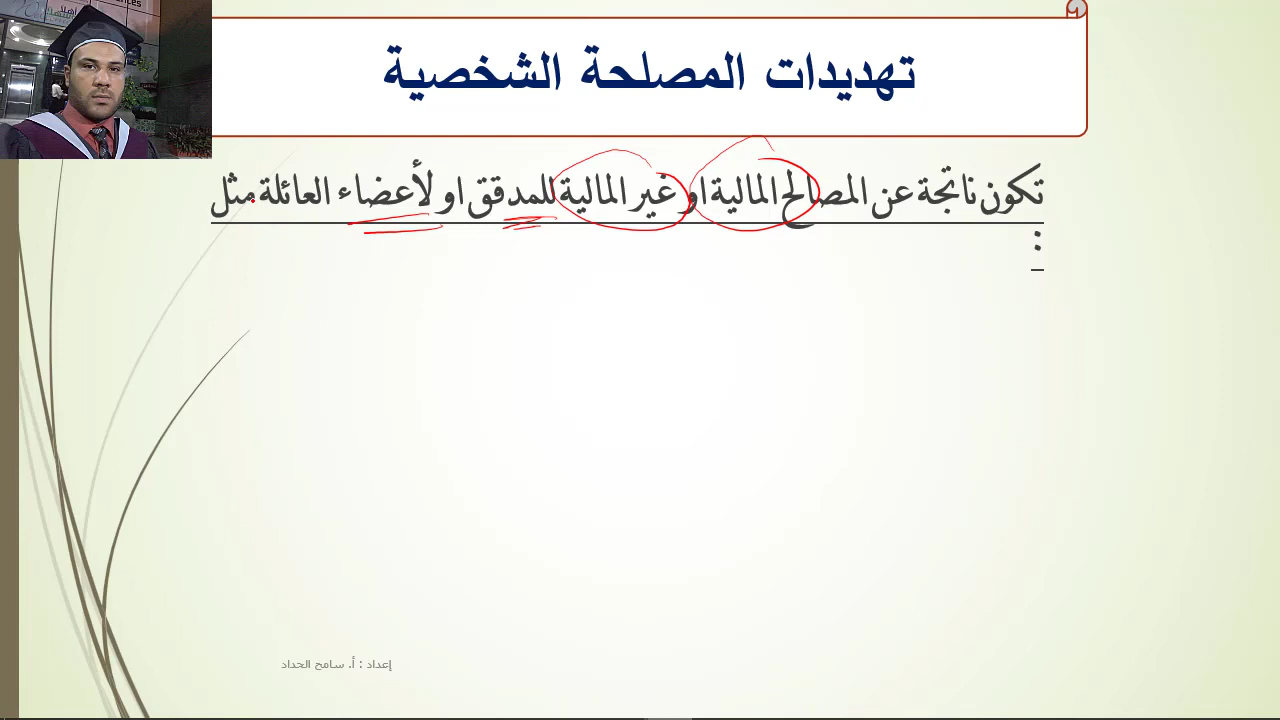 تهديدات المصلحة الشخصية
تكون ناتجة عن المصالح المالية او غير المالية للمدقق او لأعضاء العائلة مثل
:
إعداد : أ. سامح الحداد